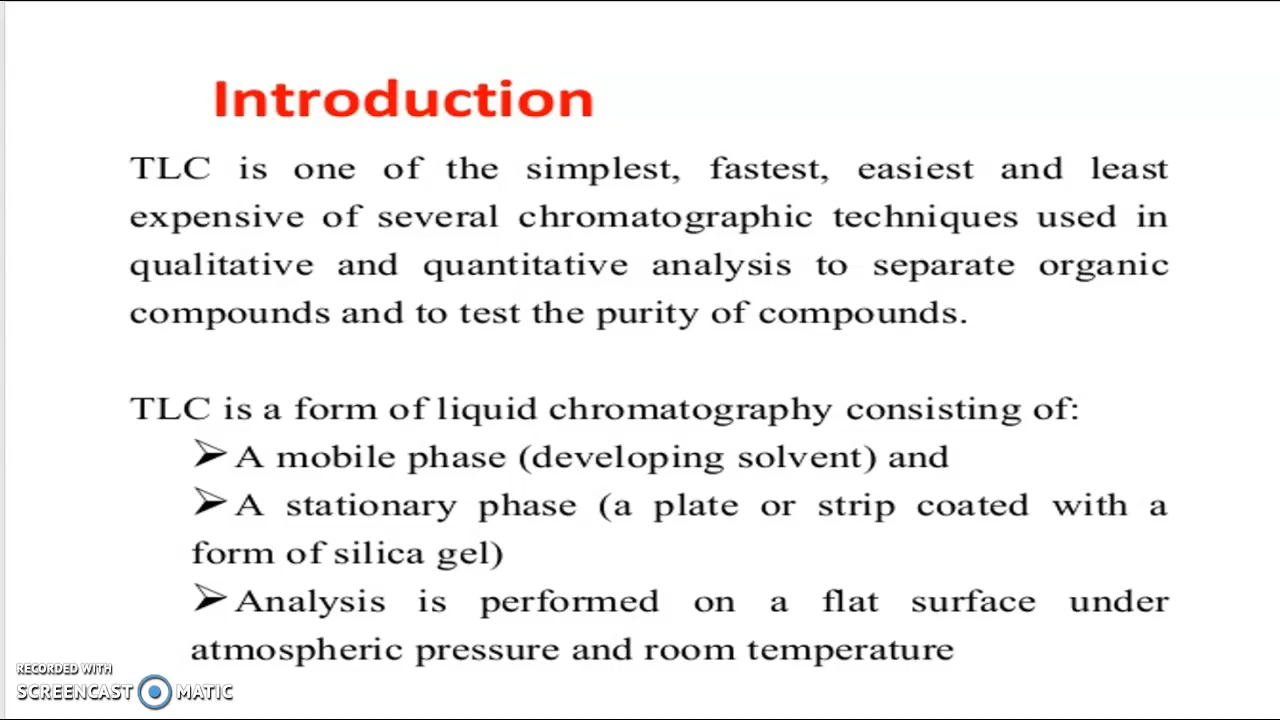 Introduction
TLC is one of the simplest, fastest, easiest and least
expensive of several chromatographic techniques used in
qualitative and quantitative analysis to separate organic
compounds and to test the purity of compounds.
TLC is a form of liquid chromatography consisting of:
➢ A mobile phase (developing solvent) and
➢ A stationary phase (a plate or strip coated with a
form of silica gel)
➢ Analysis is performed on a flat surface under
atmospheric pressure and room temperature
RECORDED WITH
SCREENCAST MATIC